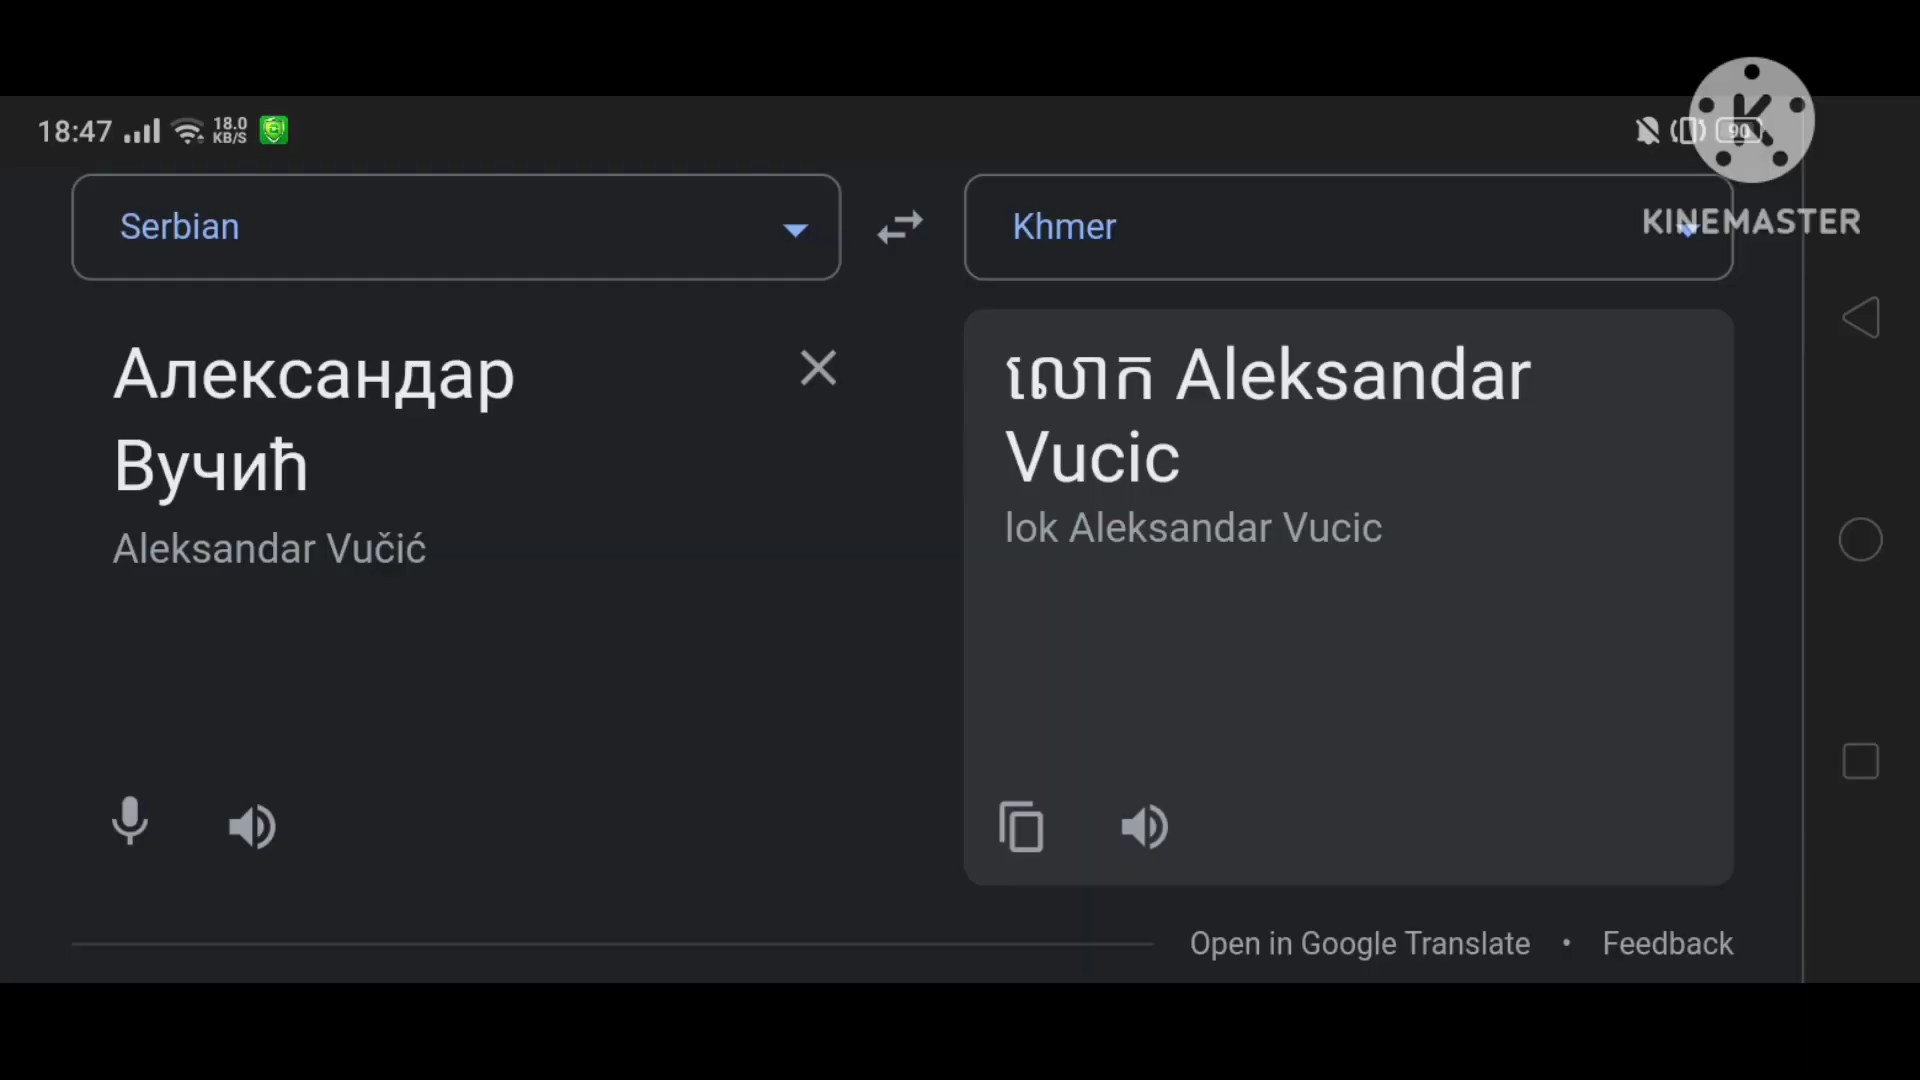 18:47 18.0 KB/S 90
KINEMASTER
Serbian
Khmer
Александар
Вучић
Aleksandar Vučić
លោក Aleksandar
Vucic
lok Aleksandar Vucic
Open in Google Translate • Feedback